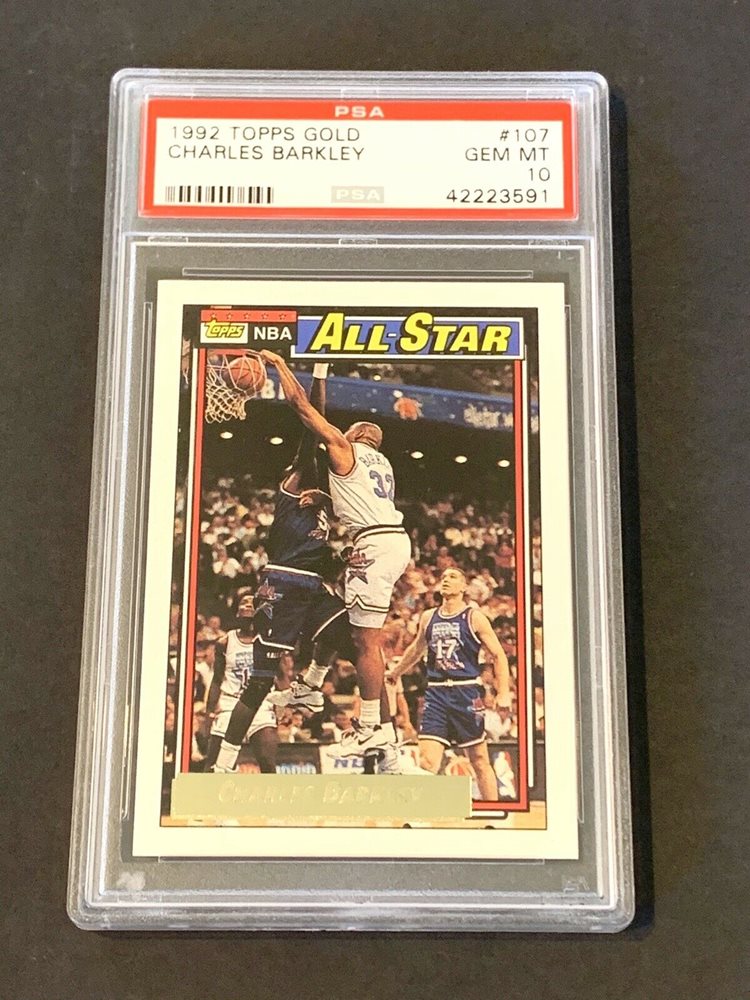 PSA
1992 TOPPS GOLD #107
CHARLES BARKLEY GEM MT
10
PSA 42223591
Topps NBA ALL-STAR
32
17
CHARLES BARKLEY